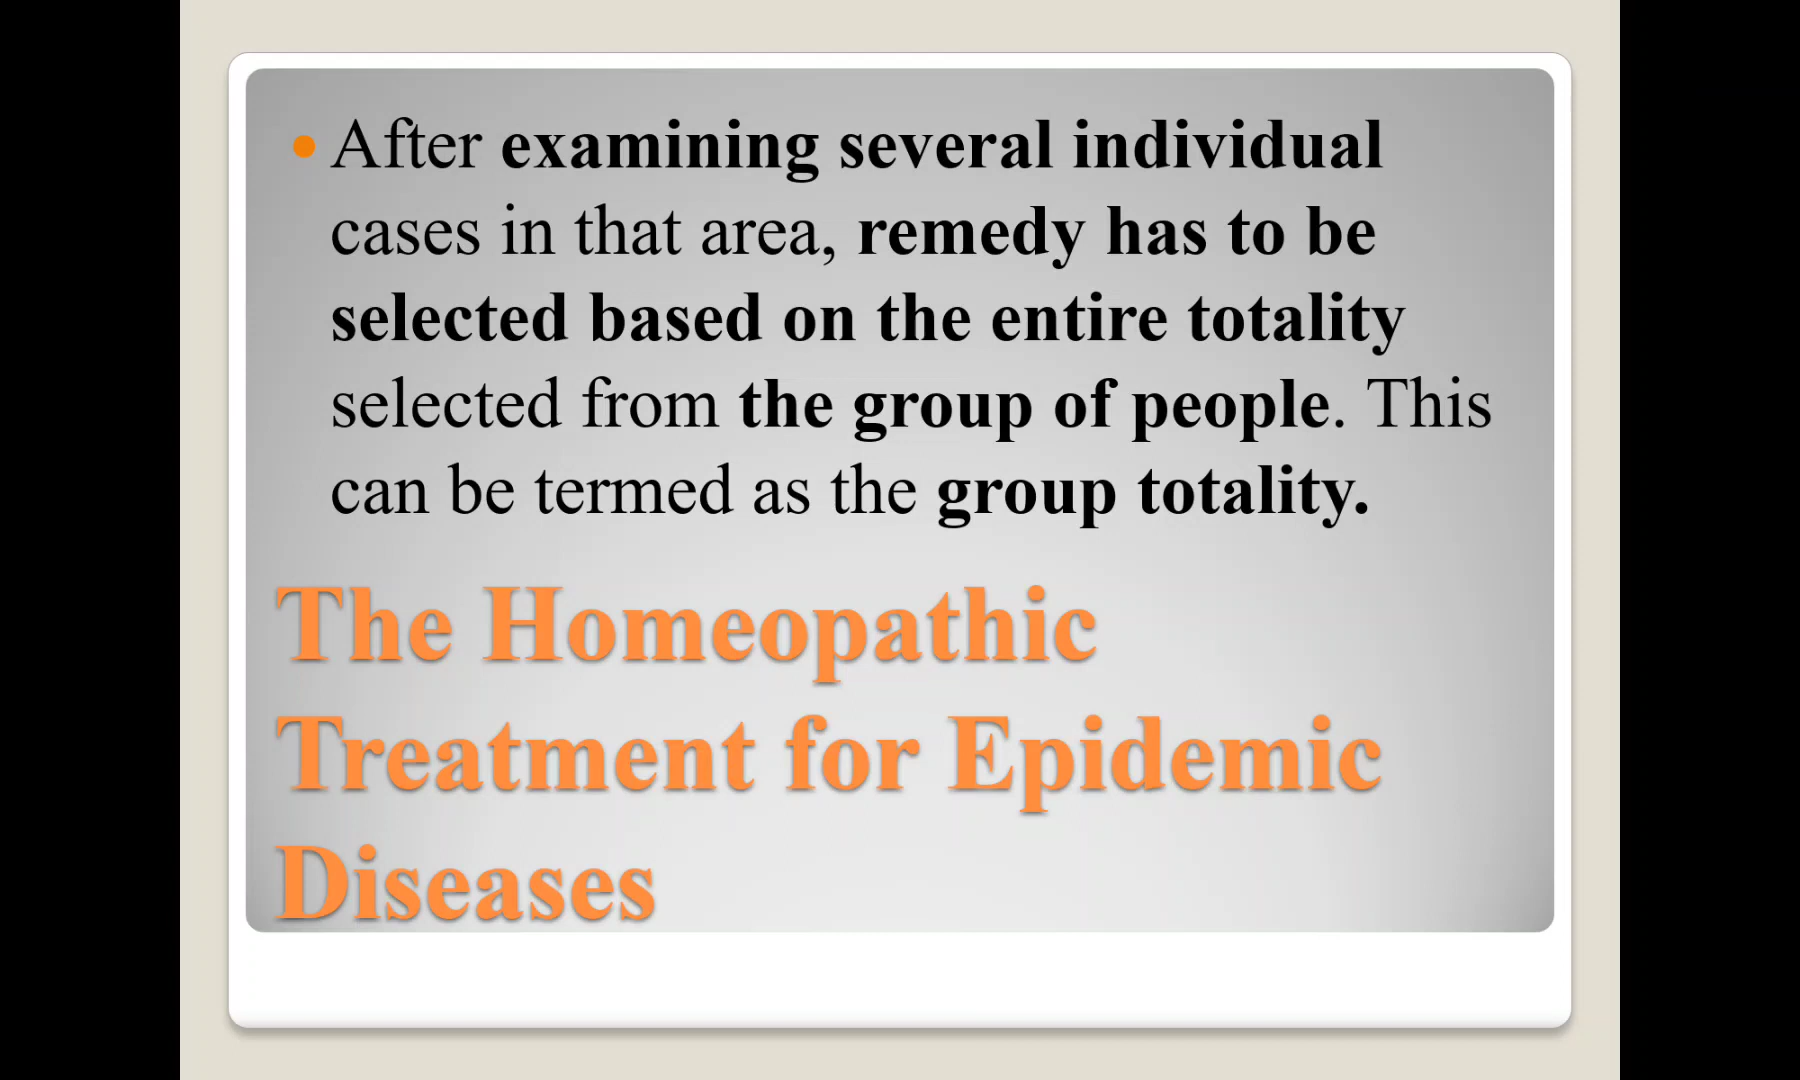 After examining several individual
cases in that area, remedy has to be
selected based on the entire totality
selected from the group of people. This
can be termed as the group totality.
The Homeopathic
Treatment for Epidemic
Diseases